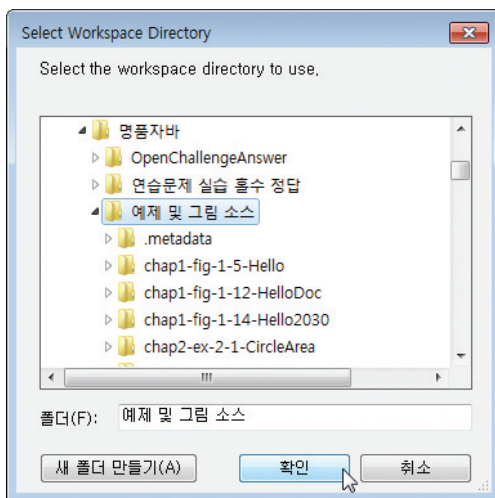 Select Workspace Directory
Select the workspace directory to use.
명품자바
OpenChallengeAnswer
연습문제 실습 홀수 정답
예제 및 그림 소스
.metadata
chap1-fig-1-5-Hello
chap1-fig-1-12-HelloDoc
chap1-fig-1-14-Hello2030
chap2-ex-2-1-CircleArea
폴더(F): 예제 및 그림 소스
새 폴더 만들기(A) 확인 취소